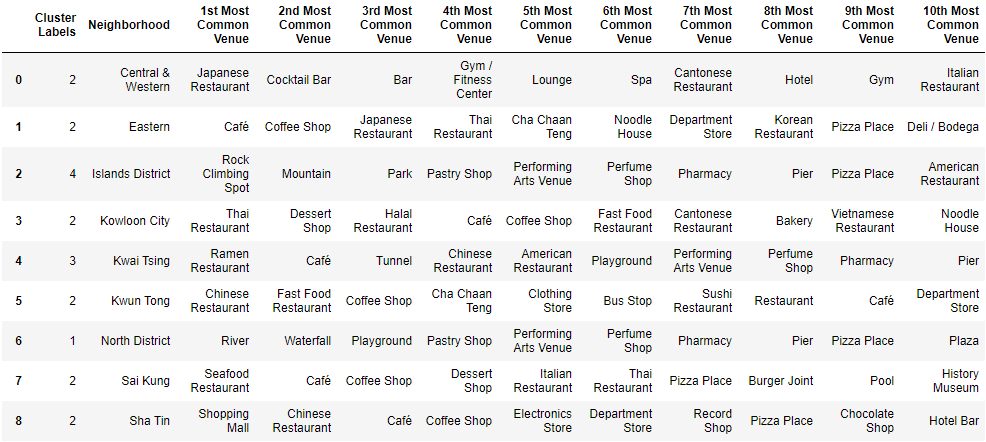 Cluster Labels Neighborhood 1st Most Common Venue 2nd Most Common Venue 3rd Most Common Venue 4th Most Common Venue 5th Most Common Venue 6th Most Common Venue 7th Most Common Venue 8th Most Common Venue 9th Most Common Venue 10th Most Common Venue
0 2 Central & Western Japanese Restaurant Cocktail Bar Bar Gym / Fitness Center Lounge Spa Cantonese Restaurant Hotel Gym Italian Restaurant
1 2 Eastern Café Coffee Shop Japanese Restaurant Thai Restaurant Cha Chaan Teng Noodle House Department Store Korean Restaurant Pizza Place Deli / Bodega
2 4 Islands District Rock Climbing Spot Mountain Park Pastry Shop Performing Arts Venue Perfume Shop Pharmacy Pier Pizza Place American Restaurant
3 2 Kowloon City Thai Restaurant Dessert Shop Halal Restaurant Café Coffee Shop Fast Food Restaurant Cantonese Restaurant Bakery Vietnamese Restaurant Noodle House
4 3 Kwai Tsing Ramen Restaurant Café Tunnel Chinese Restaurant American Restaurant Playground Performing Arts Venue Perfume Shop Pharmacy Pier
5 2 Kwun Tong Chinese Restaurant Fast Food Restaurant Coffee Shop Cha Chaan Teng Clothing Store Bus Stop Sushi Restaurant Restaurant Café Department Store
6 1 North District River Waterfall Playground Pastry Shop Performing Arts Venue Perfume Shop Pharmacy Pier Pizza Place Plaza
7 2 Sai Kung Seafood Restaurant Café Coffee Shop Dessert Shop Italian Restaurant Thai Restaurant Pizza Place Burger Joint Pool History Museum
8 2 Sha Tin Shopping Mall Chinese Restaurant Café Coffee Shop Electronics Store Department Store Record Shop Pizza Place Chocolate Shop Hotel Bar